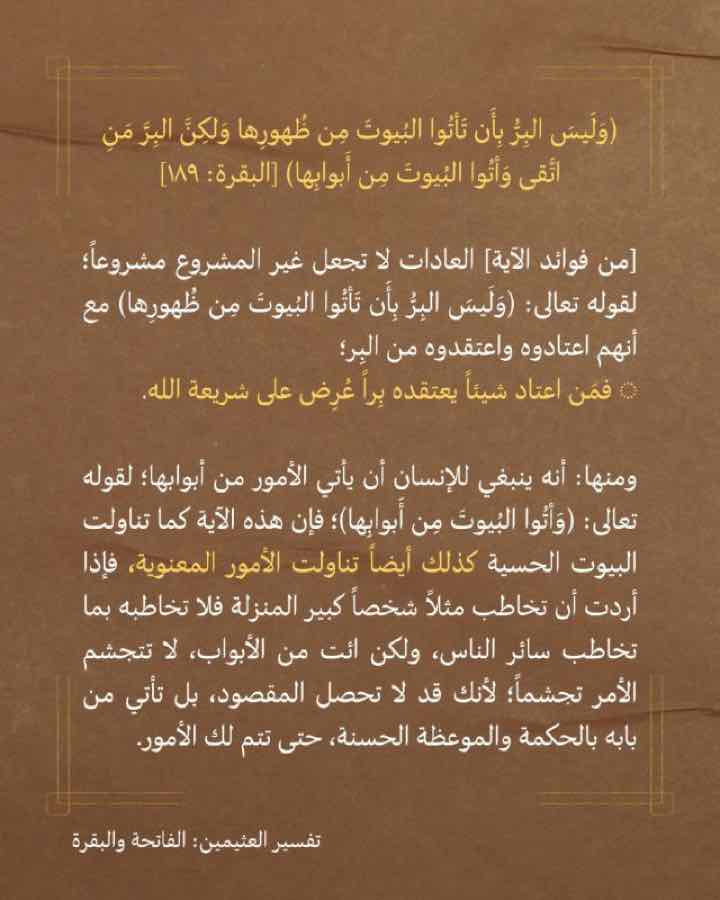 (وَلَيسَ البِرُّ بِأَن تَأتُوا البُيوتَ مِن ظُهورِها وَلكِنَّ البِرَّ مَنِ
اتَّقى وَأتُوا البُيوتَ مِن أَبوابِها) [البقرة: ١٨٩]
[من فوائد الآية] العادات لا تجعل غير المشروع مشروعاً؛
لقوله تعالى: (وَلَيسَ البِرُّ بِأَن تَأتُوا البُيوتَ مِن ظُهورِها) مع
أنهم اعتادوه واعتقدوه من البِر؛
◌ فمَن اعتاد شيئاً يعتقده بِراً عُرِض على شريعة الله.
ومنها: أنه ينبغي للإنسان أن يأتي الأمور من أبوابها؛ لقوله
تعالى: (وَأتُوا البُيوتَ مِن أَبوابِها)؛ فإن هذه الآية كما تناولت
البيوت الحسية كذلك أيضاً تناولت الأمور المعنوية، فإذا
أردت أن تخاطب مثلاً شخصاً كبير المنزلة فلا تخاطبه بما
تخاطب سائر الناس، ولكن ائت من الأبواب، لا تتجشم
الأمر تجشماً؛ لأنك قد لا تحصل المقصود، بل تأتي من
بابه بالحكمة والموعظة الحسنة، حتى تتم لك الأمور.
تفسير العثيمين: الفاتحة والبقرة